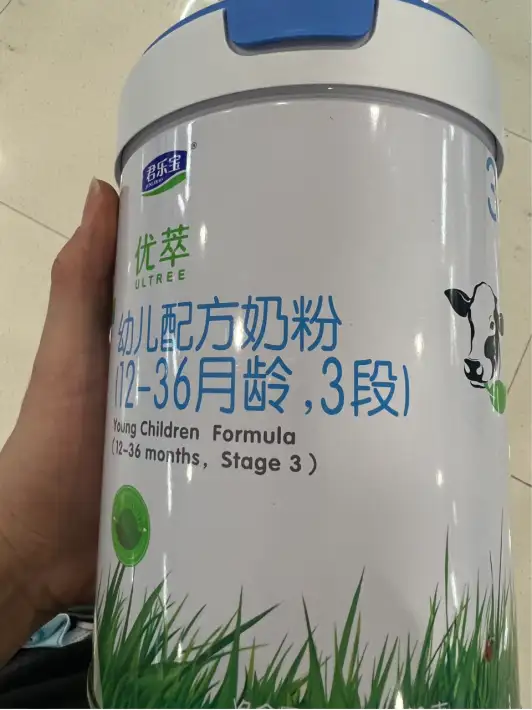 君乐宝
优萃
ULTREE
幼儿配方奶粉
(12-36月龄,3段)
Young Children Formula
(12-36 months, Stage 3)
3